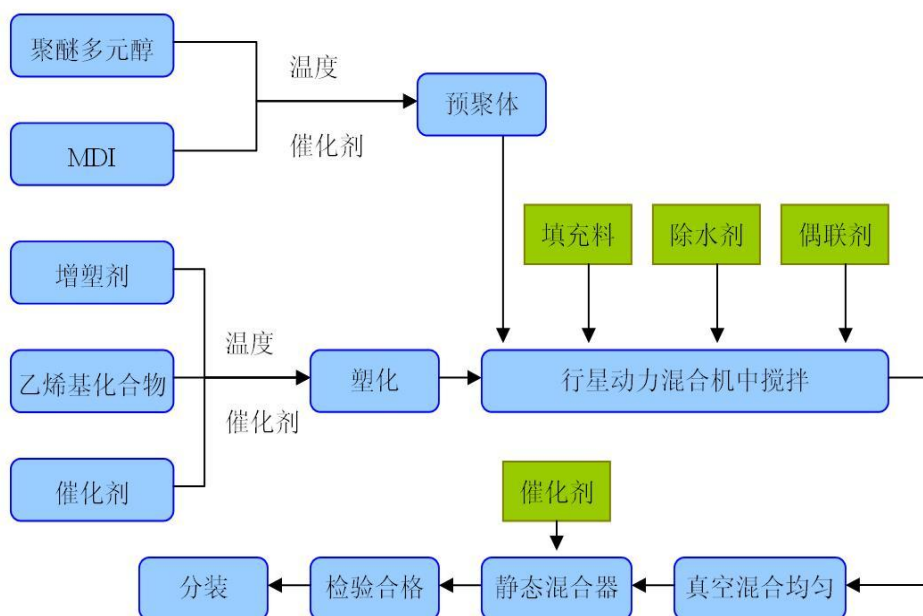 聚醚多元醇
温度
预聚体
催化剂
MDI
填充料
除水剂
偶联剂
增塑剂
温度
乙烯基化合物
塑化
行星动力混合机中搅拌
催化剂
催化剂
催化剂
分装
检验合格
静态混合器
真空混合均匀